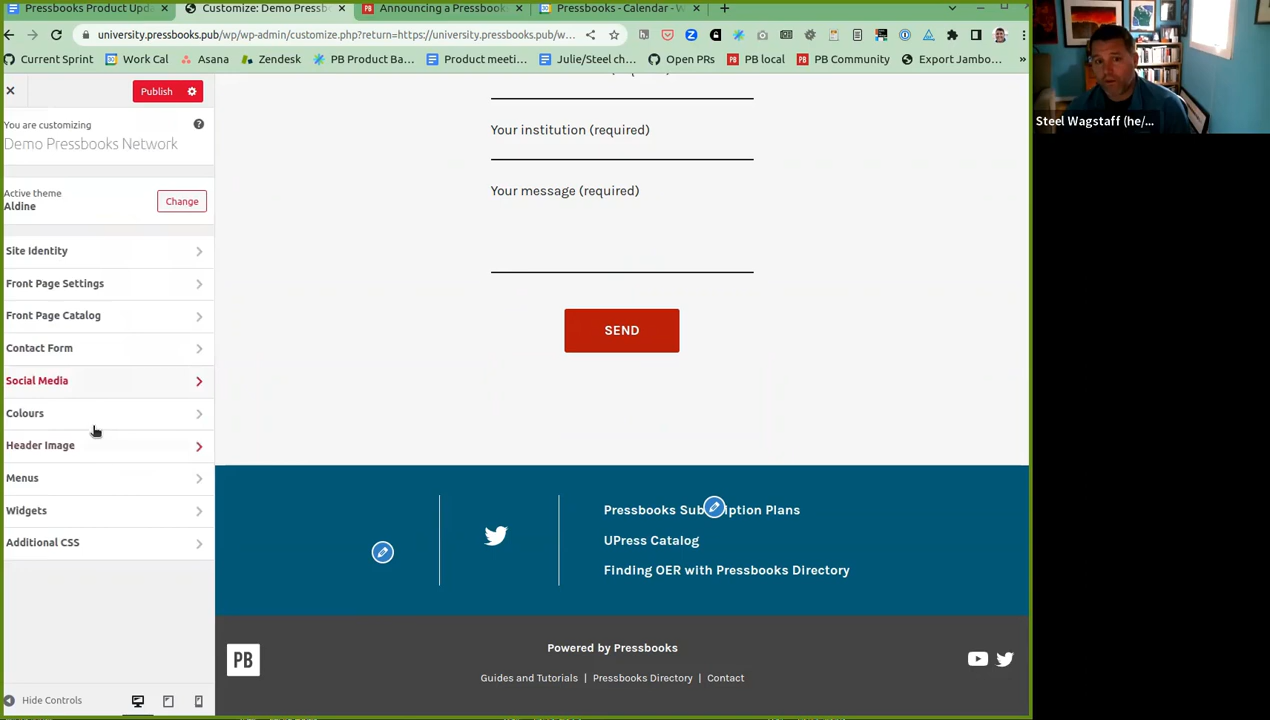 Pressbooks Product Upda
Customize: Demo Pressb
Announcing a Pressbooks
Pressbooks - Calendar - W
university.pressbooks.pub/wp/wp-admin/customize.php?return=https://university.pressbooks.pub/w...
Current Sprint
Work Cal
Asana
Zendesk
PB Product Ba...
Product meeti...
Julie/Steel ch...
Open PRs
PB local
PB Community
Export Jambo...
»
Publish
You are customizing
Demo Pressbooks Network
Active theme
Aldine
Change
Site Identity
Front Page Settings
Front Page Catalog
Contact Form
Social Media
Colours
Header Image
Menus
Widgets
Additional CSS
Hide Controls
Your institution (required)
Your message (required)
SEND
Pressbooks Sub ription Plans
UPress Catalog
Finding OER with Pressbooks Directory
PB
Powered by Pressbooks
Guides and Tutorials | Pressbooks Directory | Contact
Steel Wagstaff (he/...